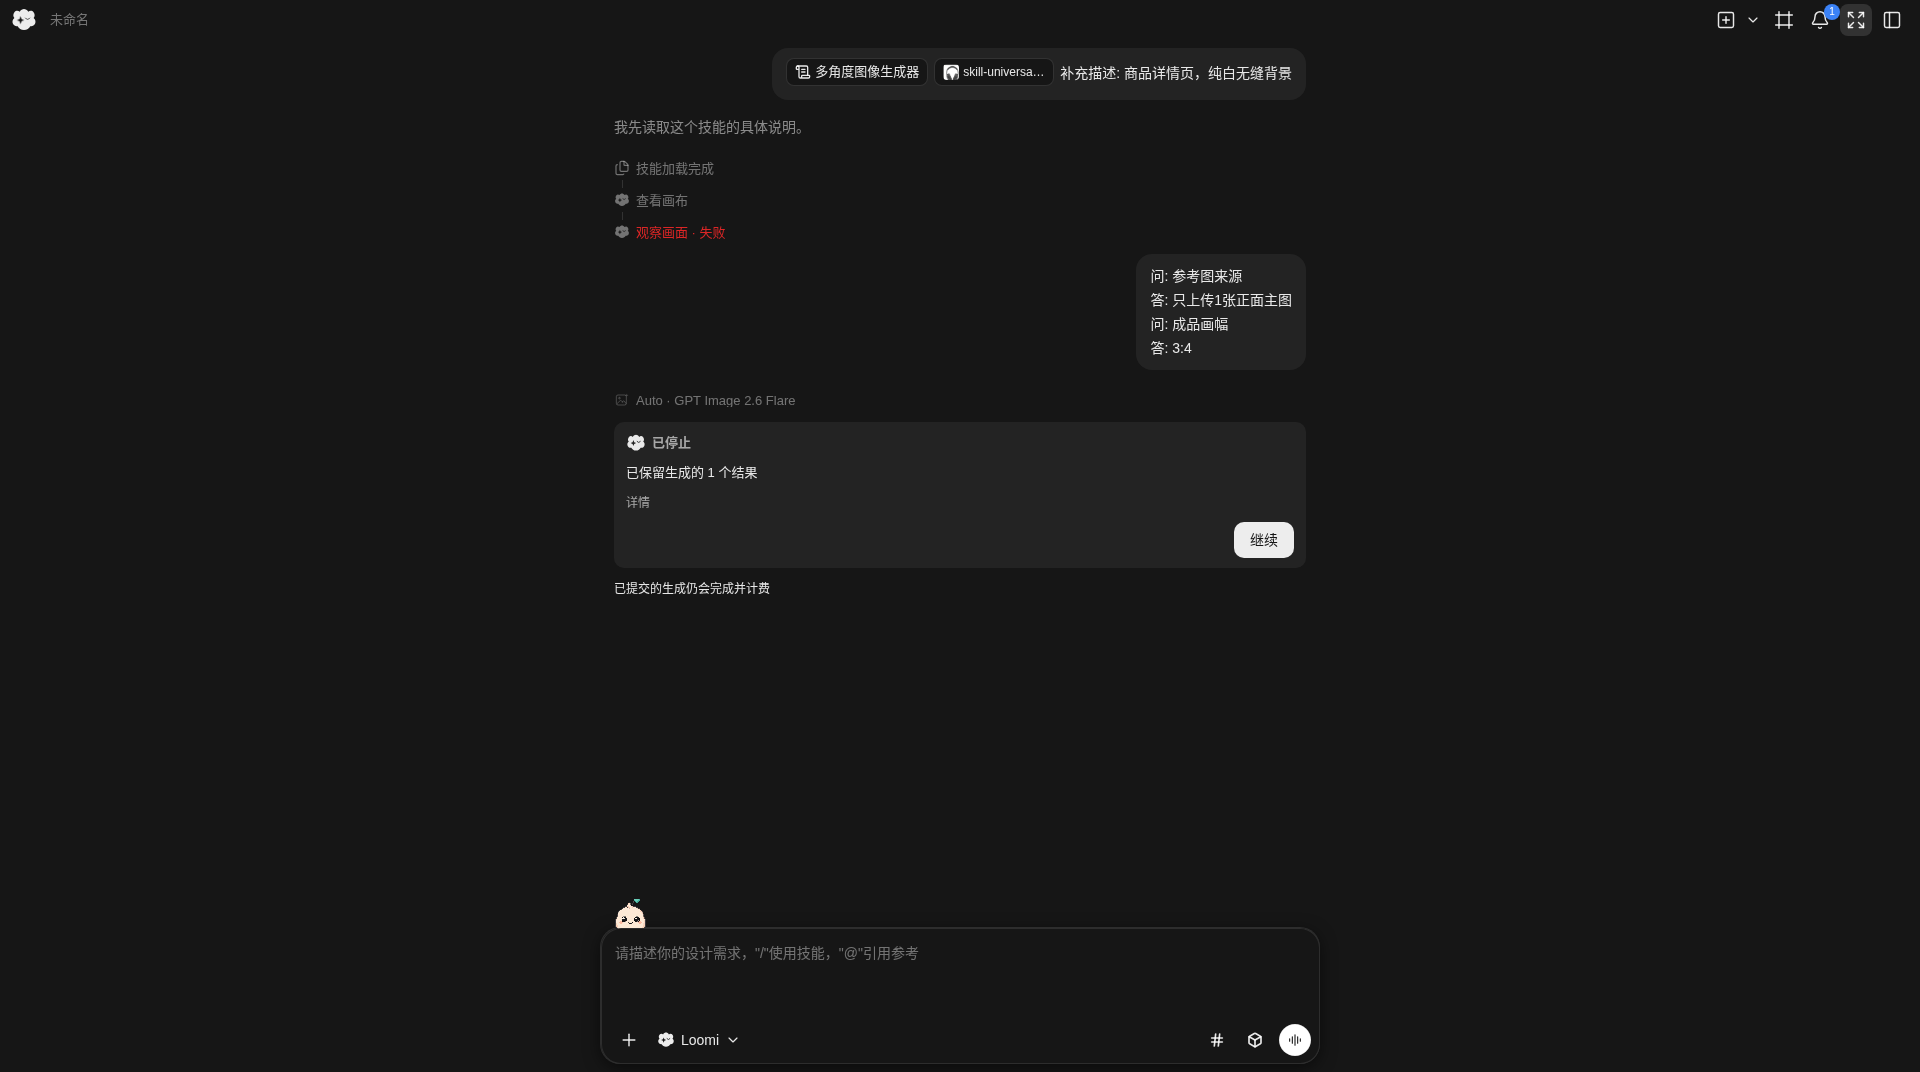 未命名
1
多角度图像生成器
skill-universa...
补充描述: 商品详情页，纯白无缝背景
我先读取这个技能的具体说明。
技能加载完成
查看画布
观察画面 · 失败
问: 参考图来源
答: 只上传1张正面主图
问: 成品画幅
答: 3:4
Auto · GPT Image 2.6 Flare
已停止
已保留生成的 1 个结果
详情
继续
已提交的生成仍会完成并计费
请描述你的设计需求，"/"使用技能，"@"引用参考
Loomi